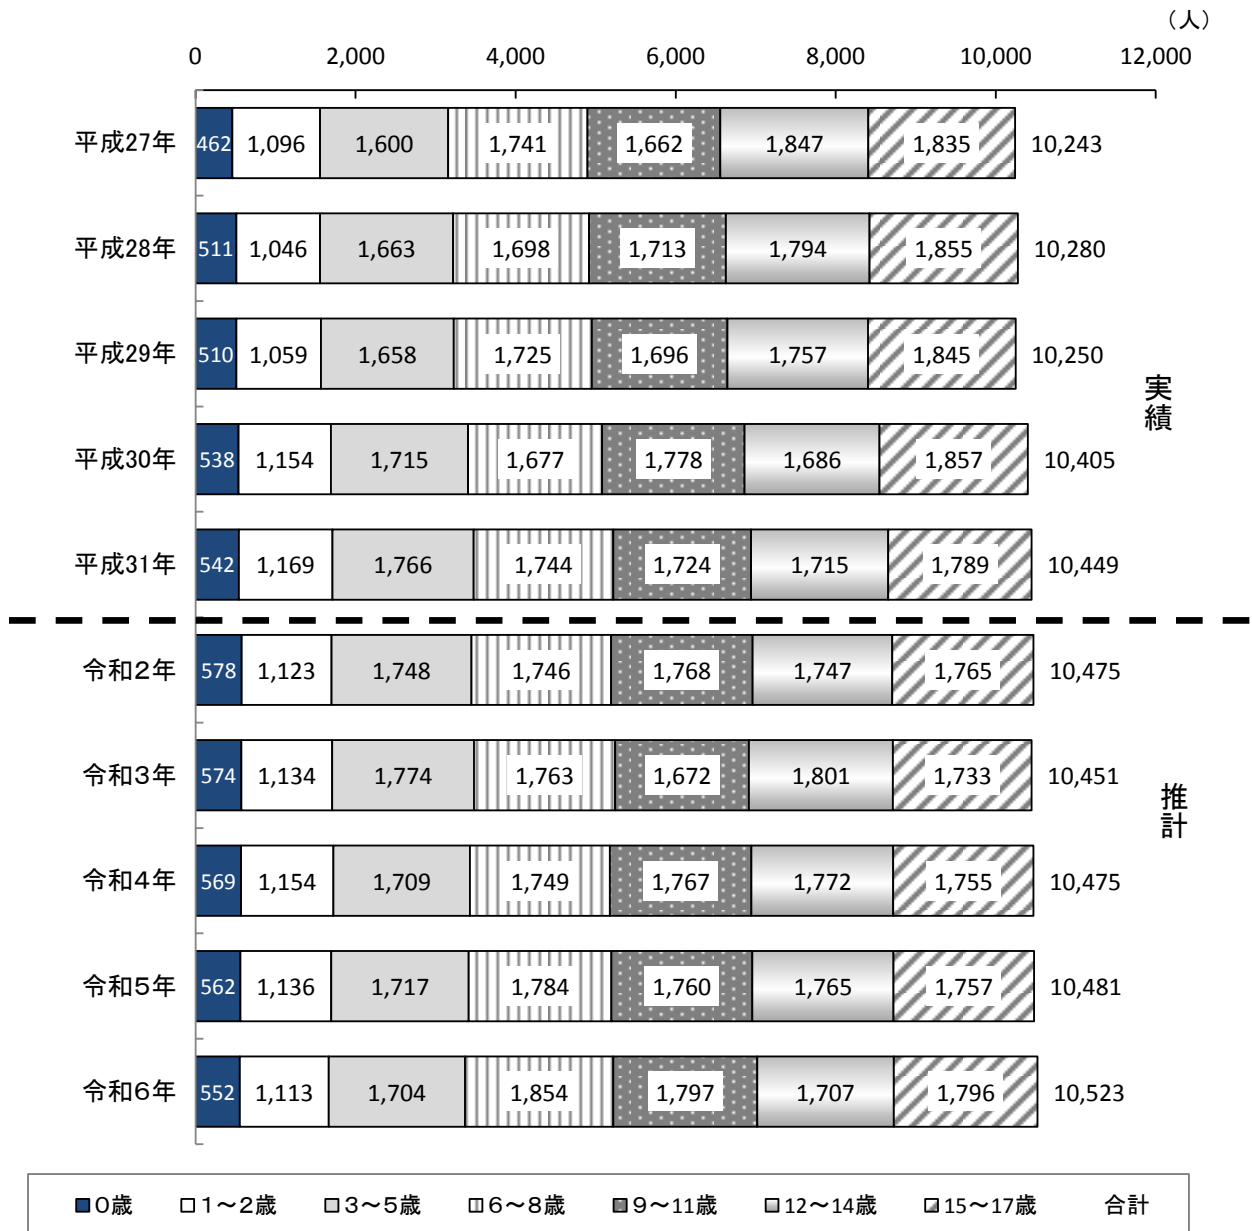 （人）
0 2,000 4,000 6,000 8,000 10,000 12,000
平成27年 462 1,096 1,600 1,741 1,662 1,847 1,835 10,243
平成28年 511 1,046 1,663 1,698 1,713 1,794 1,855 10,280
平成29年 510 1,059 1,658 1,725 1,696 1,757 1,845 10,250
実績
平成30年 538 1,154 1,715 1,677 1,778 1,686 1,857 10,405
平成31年 542 1,169 1,766 1,744 1,724 1,715 1,789 10,449
令和２年 578 1,123 1,748 1,746 1,768 1,747 1,765 10,475
令和３年 574 1,134 1,774 1,763 1,672 1,801 1,733 10,451
推計
令和４年 569 1,154 1,709 1,749 1,767 1,772 1,755 10,475
令和５年 562 1,136 1,717 1,784 1,760 1,765 1,757 10,481
令和６年 552 1,113 1,704 1,854 1,797 1,707 1,796 10,523
０歳 １～２歳 ３～５歳 ６～８歳 ９～11歳 12～14歳 15～17歳 合計